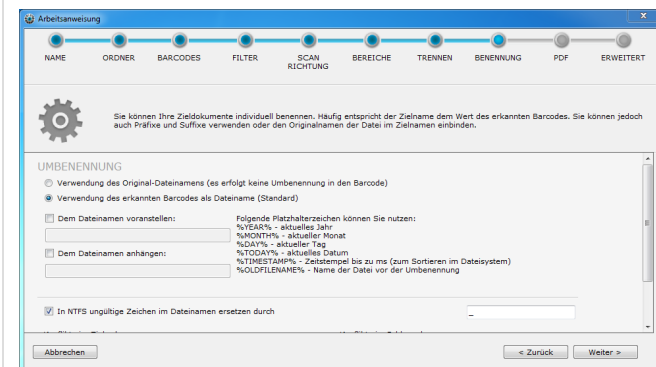 Arbeitsanweisung
NAME ORDNER BARCODES FILTER SCAN RICHTUNG BEREICHE TRENNEN BENENNUNG PDF ERWEITERT
Sie können Ihre Zieldokumente individuell benennen. Häufig entspricht der Zielname dem Wert des erkannten Barcodes. Sie können jedoch
auch Präfixe und Suffixe verwenden oder den Originalnamen der Datei im Zielnamen einbinden.
UMBENENNUNG
Verwendung des Original-Dateinamens (es erfolgt keine Umbenennung in den Barcode)
Verwendung des erkannten Barcodes als Dateiname (Standard)
Dem Dateinamen voranstellen:
Folgende Platzhalterzeichen können Sie nutzen:
%YEAR% - aktuelles Jahr
%MONTH% - aktueller Monat
%DAY% - aktueller Tag
Dem Dateinamen anhängen:
%TODAY% - aktuelles Datum
%TIMESTAMP% - Zeitstempel bis zu ms (zum Sortieren im Dateisystem)
%OLDFILENAME% - Name der Datei vor der Umbenennung
In NTFS ungültige Zeichen im Dateinamen ersetzen durch _
Abbrechen < Zurück Weiter >